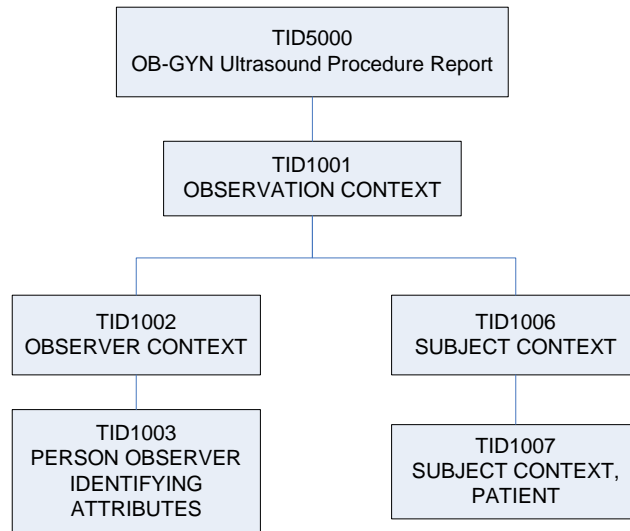 TID5000
OB-GYN Ultrasound Procedure Report
TID1001
OBSERVATION CONTEXT
TID1002
OBSERVER CONTEXT
TID1006
SUBJECT CONTEXT
TID1003
PERSON OBSERVER
IDENTIFYING
ATTRIBUTES
TID1007
SUBJECT CONTEXT,
PATIENT